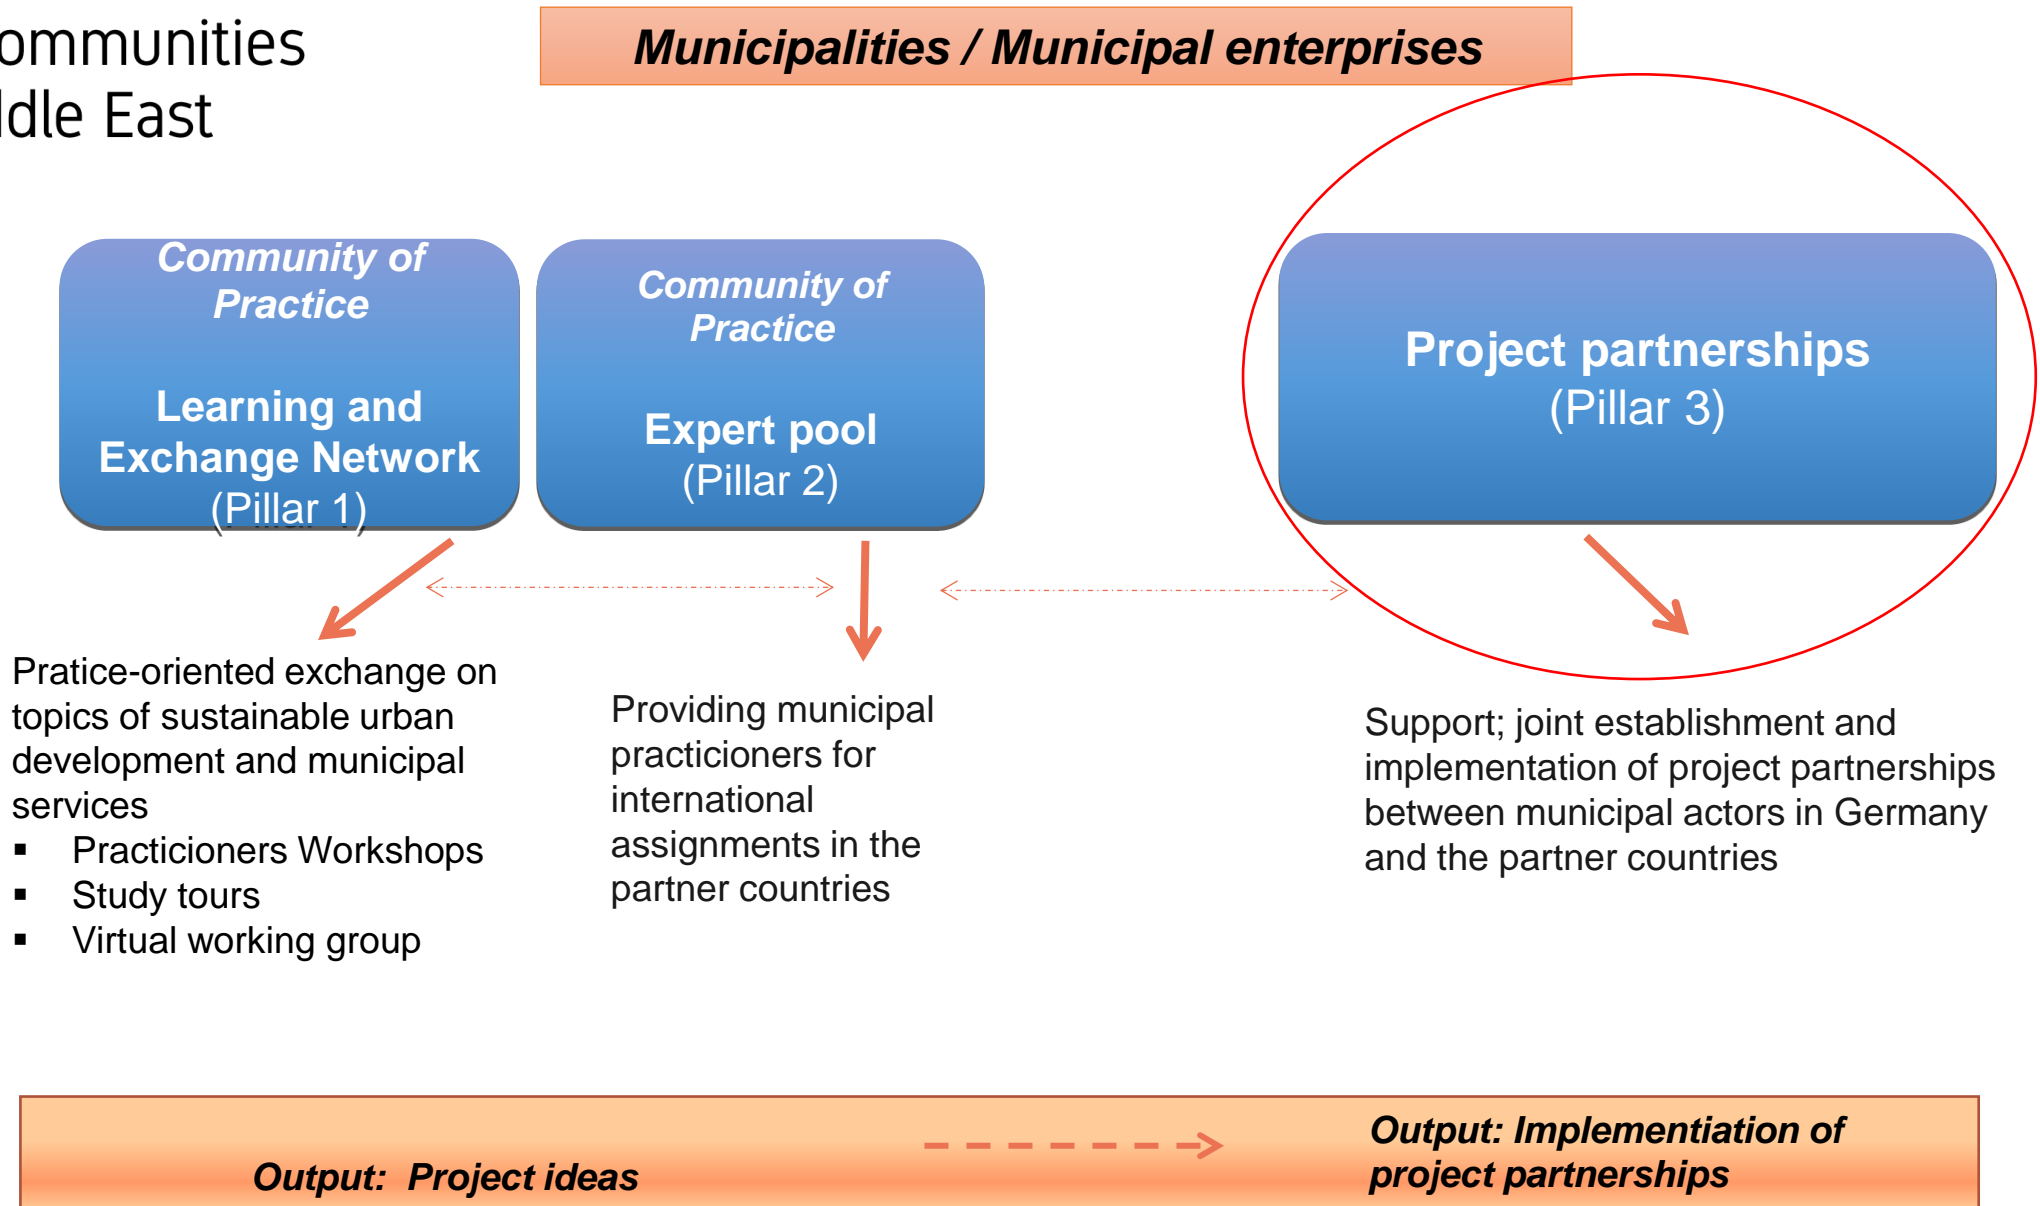 ommunities
ddle East
Municipalities / Municipal enterprises
Community of
Practice
Learning and
Exchange Network
(Pillar 1)
Community of
Practice
Expert pool
(Pillar 2)
Project partnerships
(Pillar 3)
Pratice-oriented exchange on
topics of sustainable urban
development and municipal
services
▪ Practicioners Workshops
▪ Study tours
▪ Virtual working group
Providing municipal
practicioners for
international
assignments in the
partner countries
Support; joint establishment and
implementation of project partnerships
between municipal actors in Germany
and the partner countries
Output: Project ideas
Output: Implementiation of
project partnerships